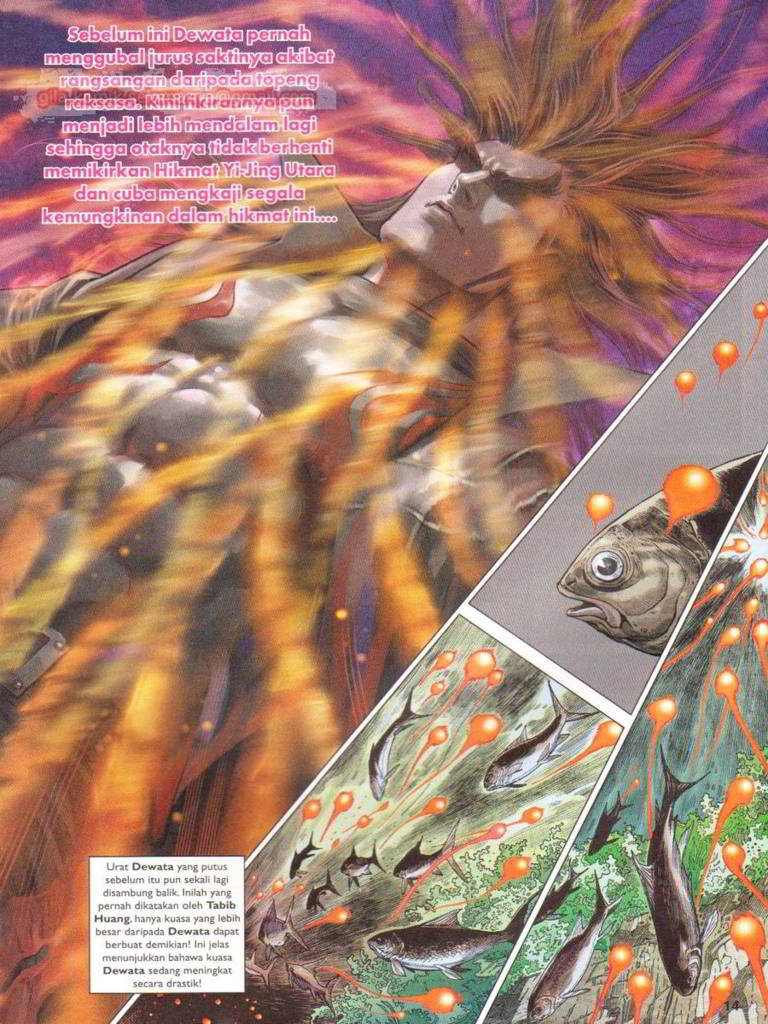 Sebelum ini Dewata pernah
menggubal jurus saktinya akibat
rangsangan daripada topeng
raksasa. Kini fikirannya pun
menjadi lebih mendalam lagi
sehingga otaknya tidak berhenti
memikirkan Hikmat Yi-Jing Utara
dan cuba mengkaji segala
kemungkinan dalam hikmat ini....
Urat Dewata yang putus
sebelum itu pun sekali lagi
disambung balik. Inilah yang
pernah dikatakan oleh Tabib
Huang, hanya kuasa yang lebih
besar daripada Dewata dapat
berbuat demikian! Ini jelas
menunjukkan bahawa kuasa
Dewata sedang meningkat
secara drastik!
14